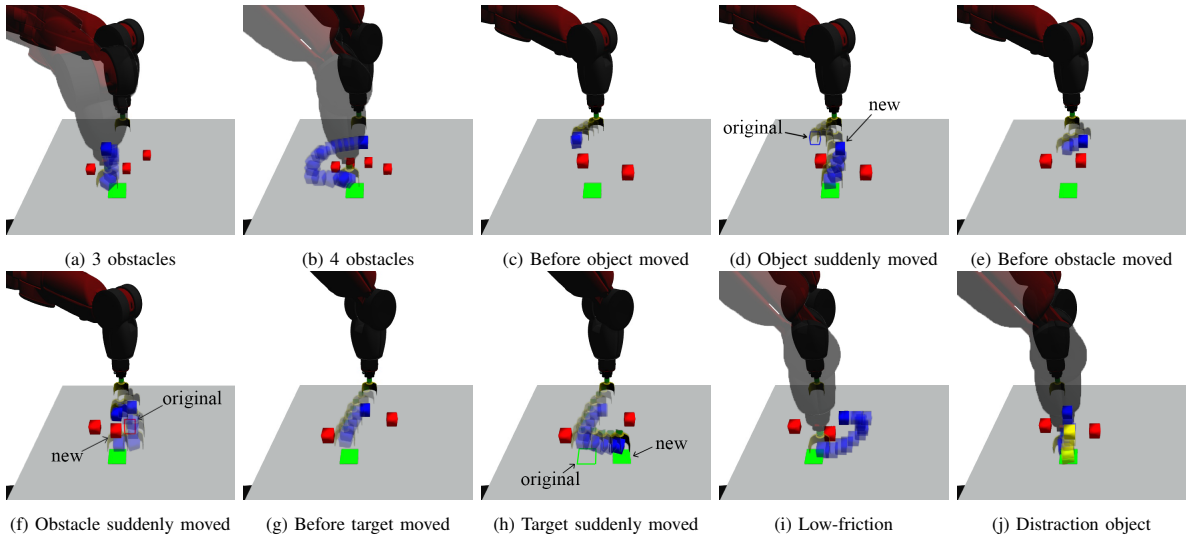 original
new
(a) 3 obstacles
(b) 4 obstacles
(c) Before object moved
(d) Object suddenly moved
(e) Before obstacle moved
original
new
original
new
(f) Obstacle suddenly moved
(g) Before target moved
(h) Target suddenly moved
(i) Low-friction
(j) Distraction object